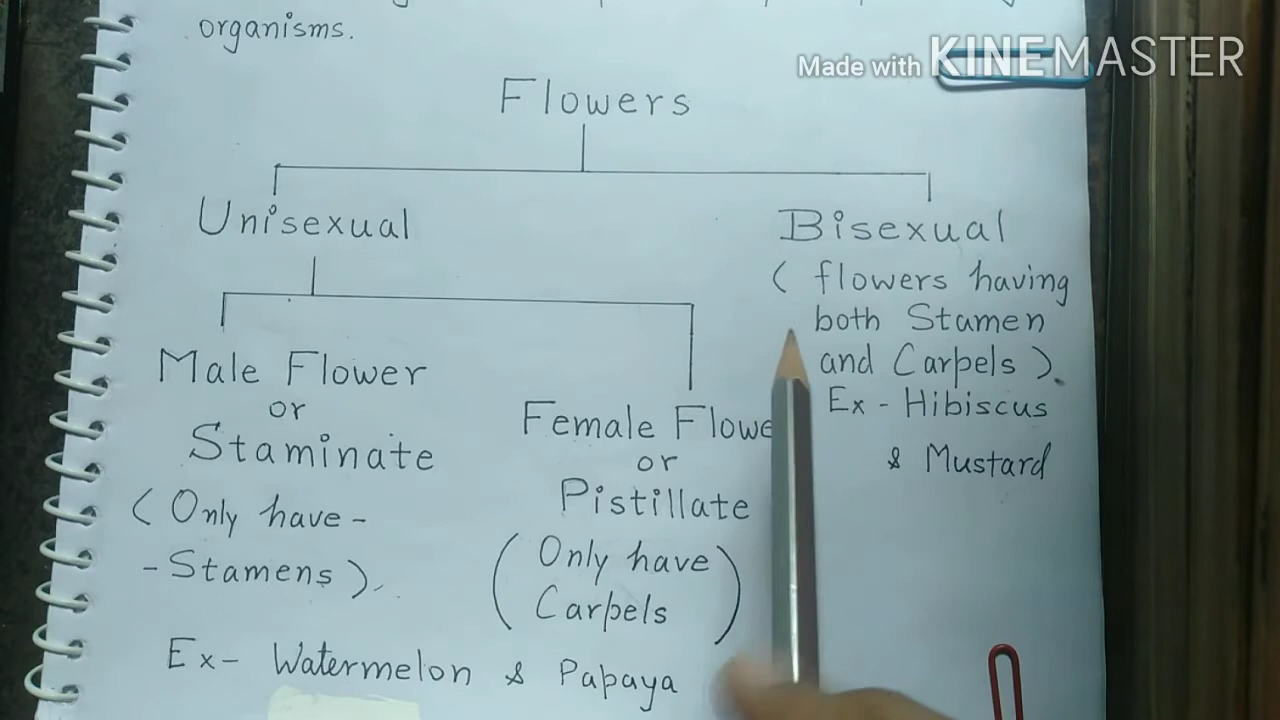 organisms.
Made with KINEMASTER
Flowers
Unisexual
Bisexual
( flowers having
both Stamen
and Carpels ).
Ex - Hibiscus
& Mustard
Male Flower
or
Staminate
( Only have -
- Stamens ).
Female Flowe
or
Pistillate
( Only have
Carpels )
Ex- Watermelon & Papaya